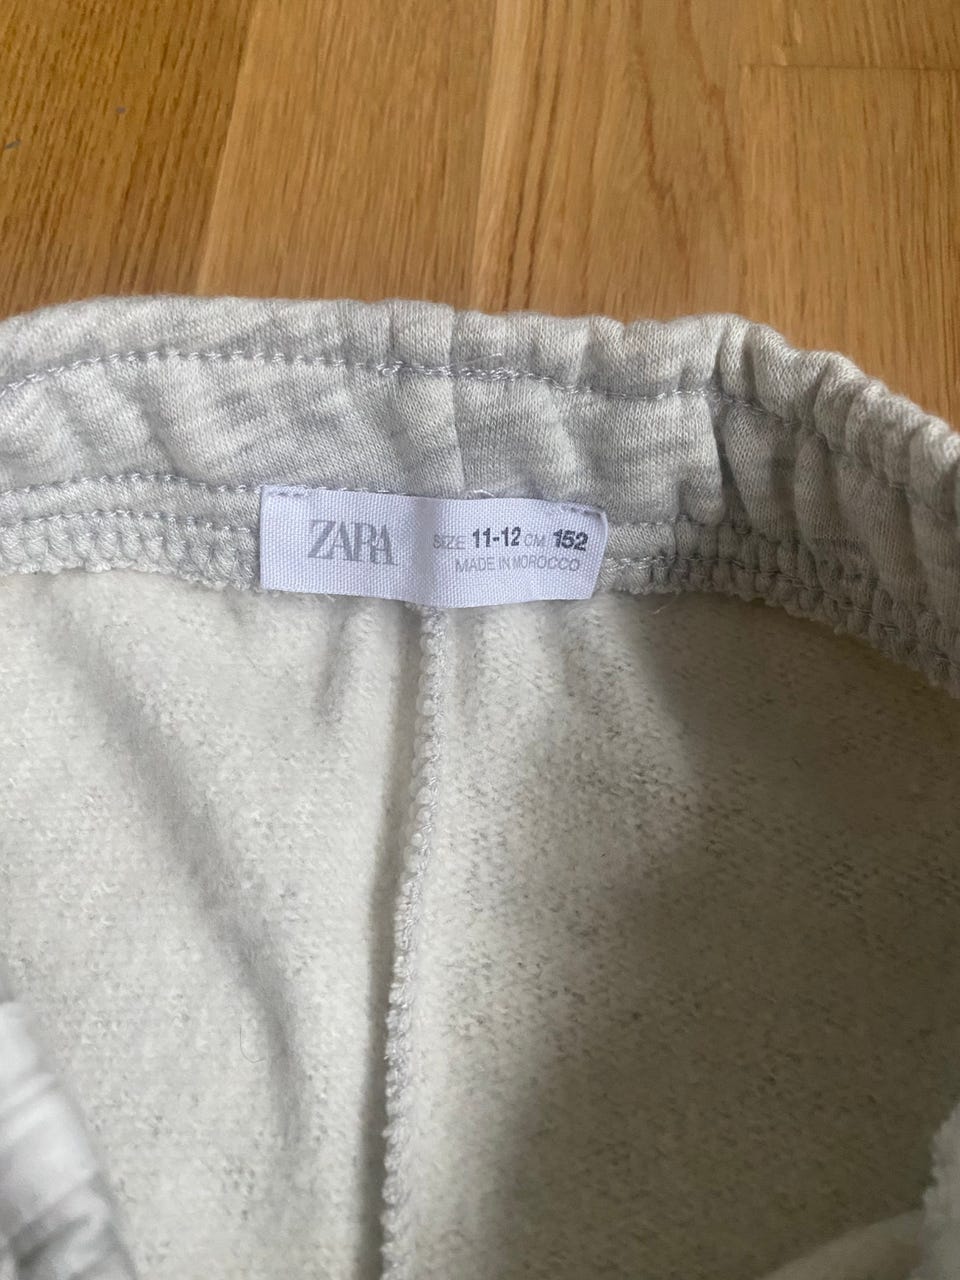 ZARA
SIZE 11-12 CM 152
MADE IN MOROCCO